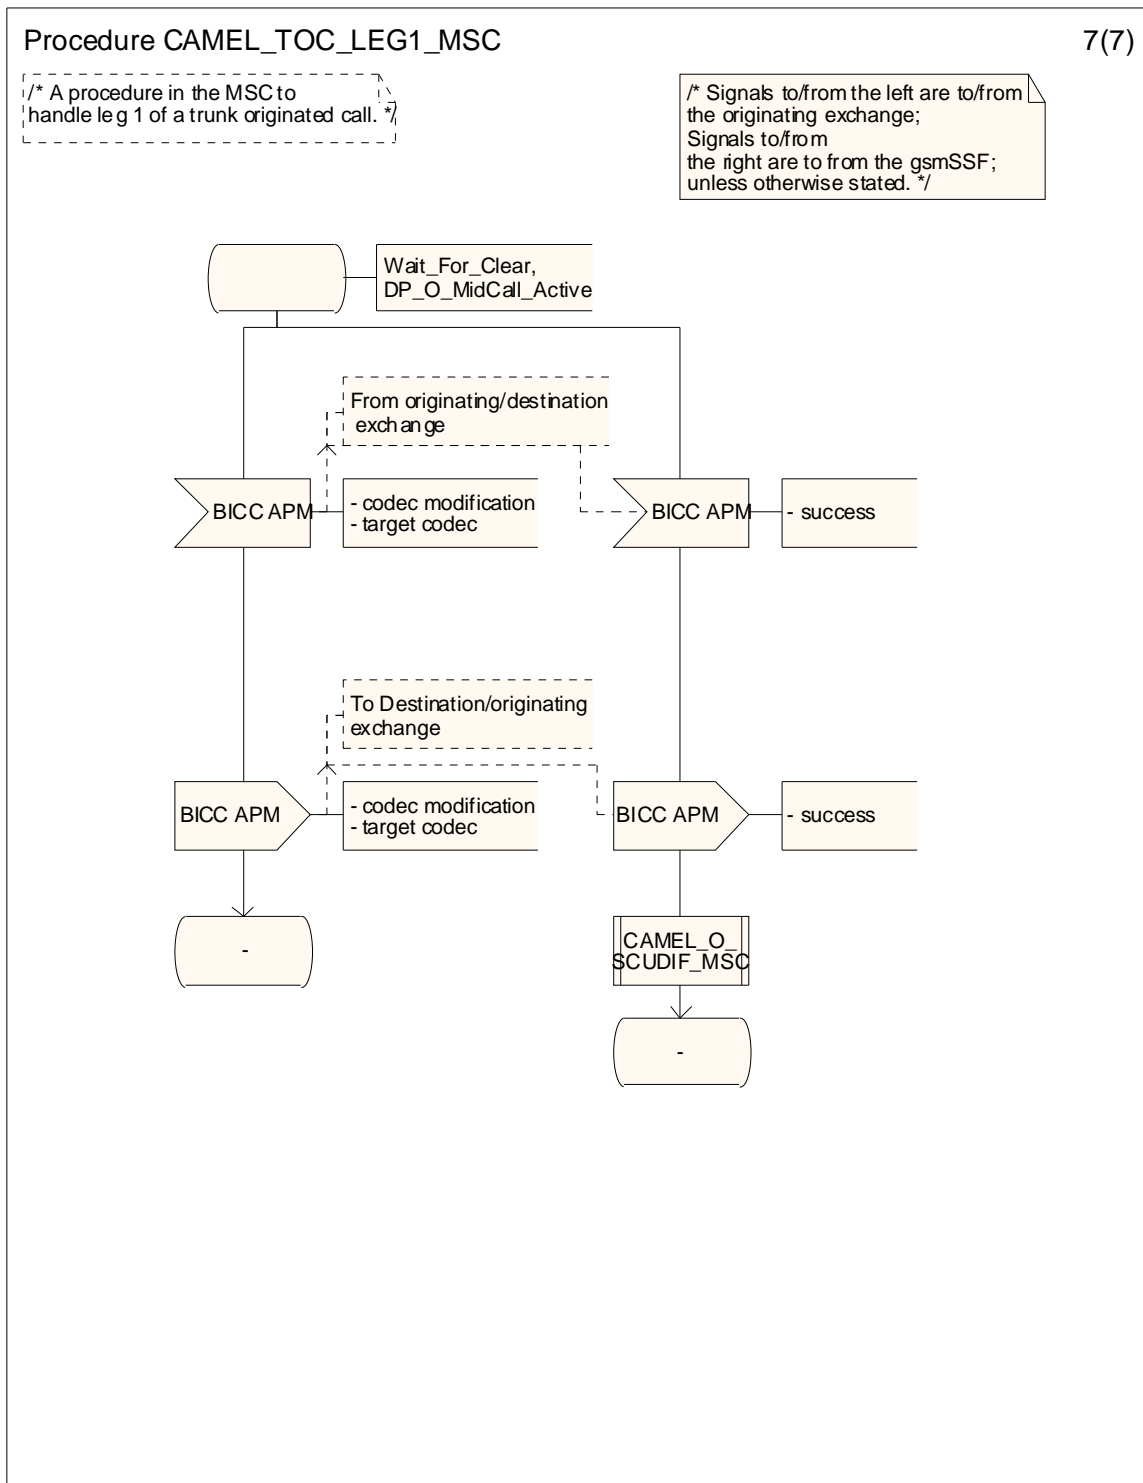 Procedure CAMEL_TOC_LEG1_MSC
7(7)
/* A procedure in the MSC to
handle leg 1 of a trunk originated call. */
/* Signals to/from the left are to/from
the originating exchange;
Signals to/from
the right are to from the gsmSSF;
unless otherwise stated. */
Wait_For_Clear,
DP_O_MidCall_Active
From originating/destination
exchange
BICC APM
- codec modification
- target codec
BICC APM
- success
To Destination/originating
exchange
BICC APM
- codec modification
- target codec
BICC APM
- success
-
CAMEL_O_
SCUDIF_MSC
-